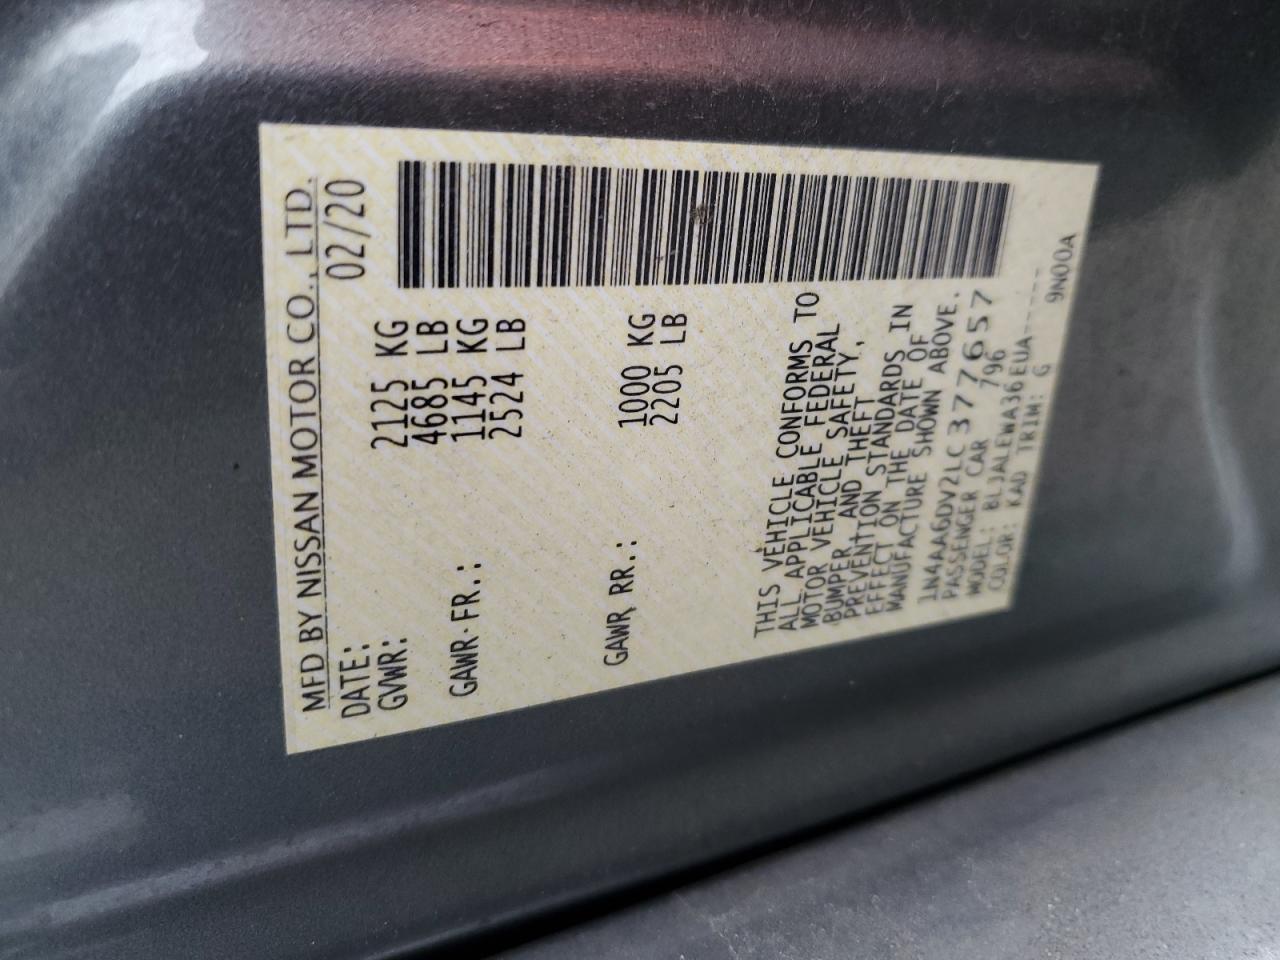 MFD BY NISSAN MOTOR CO., LTD.
DATE: 02/20
GVWR: 2125 KG
4685 LB
GAWR FR.: 1145 KG
2524 LB
GAWR RR.: 1000 KG
2205 LB
THIS VEHICLE CONFORMS TO
ALL APPLICABLE FEDERAL
MOTOR VEHICLE SAFETY,
BUMPER AND THEFT
PREVENTION STANDARDS IN
EFFECT ON THE DATE OF
MANUFACTURE SHOWN ABOVE.
1N4AA6DV2LC377657
PASSENGER CAR 796
MODEL: BLJALEWA36EUA-----
COLOR: KAD TRIM: G 9N00A